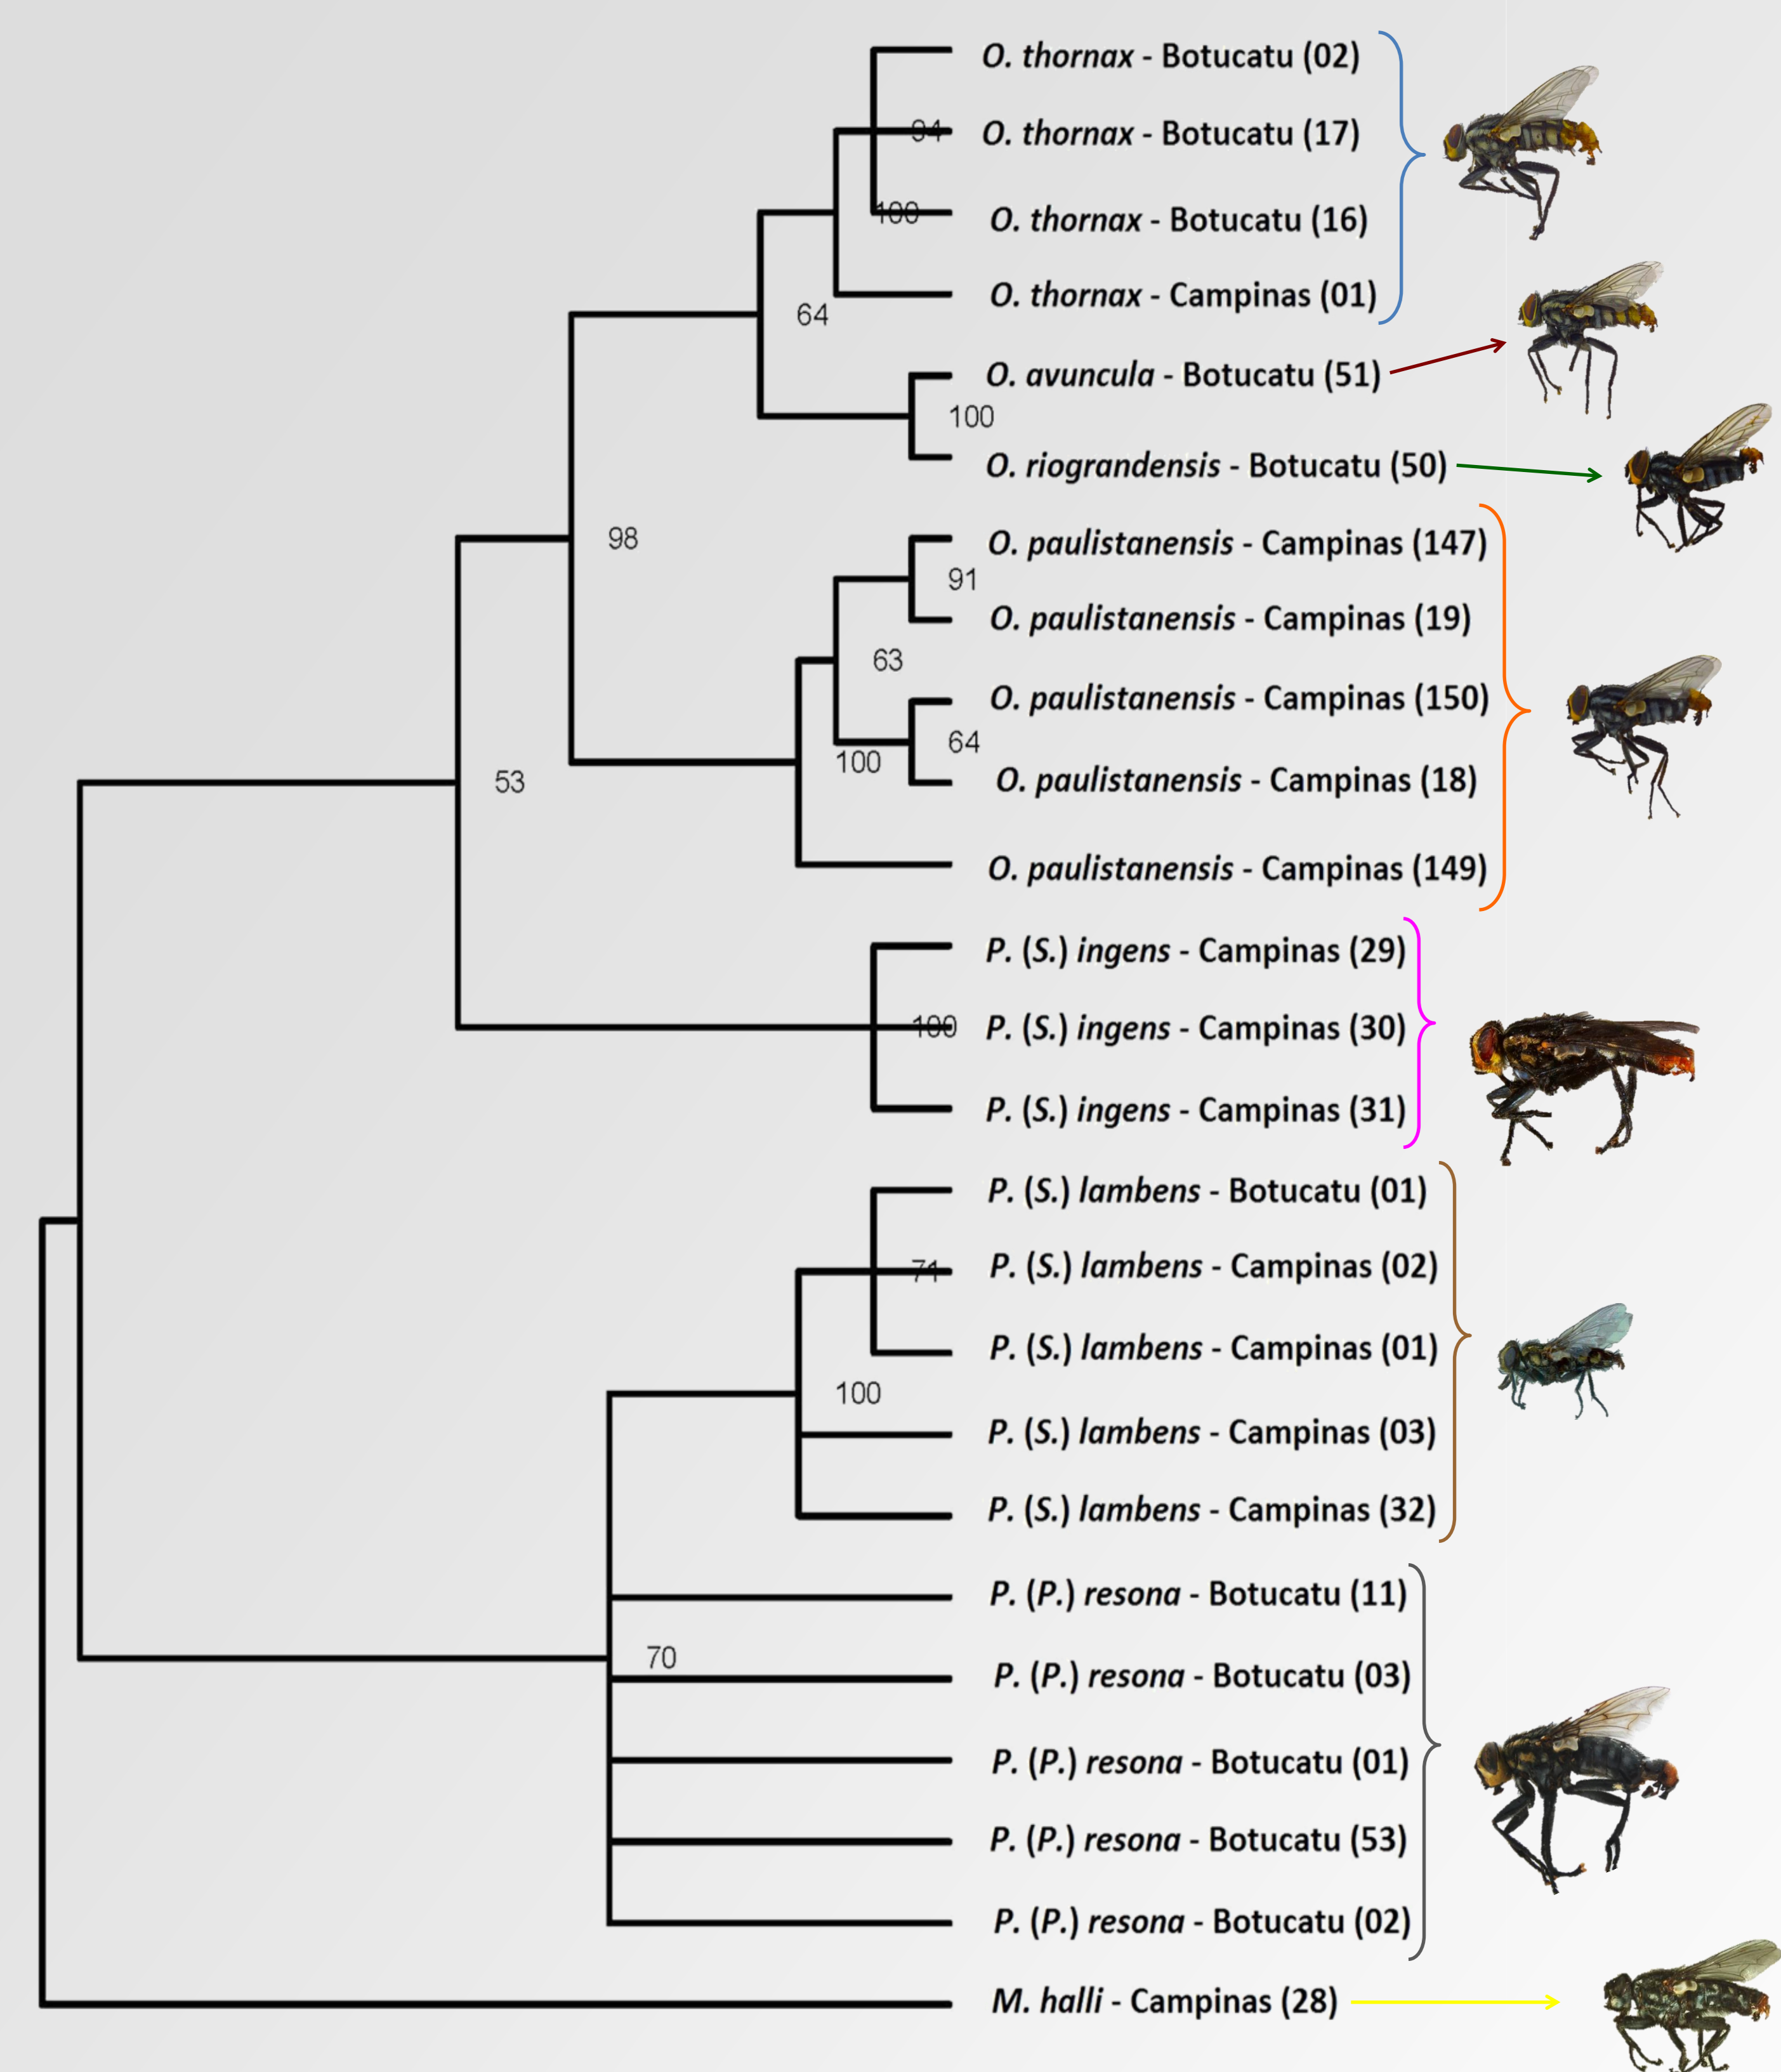 O. thornax - Botucatu (02)
94
O. thornax - Botucatu (17)
100
O. thornax - Botucatu (16)
O. thornax - Campinas (01)
64
O. avuncula - Botucatu (51)
100
O. riograndensis - Botucatu (50)
98
O. paulistanensis - Campinas (147)
91
O. paulistanensis - Campinas (19)
63
O. paulistanensis - Campinas (150)
64
100
O. paulistanensis - Campinas (18)
53
O. paulistanensis - Campinas (149)
P. (S.) ingens - Campinas (29)
100
P. (S.) ingens - Campinas (30)
P. (S.) ingens - Campinas (31)
P. (S.) lambens - Botucatu (01)
71
P. (S.) lambens - Campinas (02)
P. (S.) lambens - Campinas (01)
100
P. (S.) lambens - Campinas (03)
P. (S.) lambens - Campinas (32)
P. (P.) resona - Botucatu (11)
70
P. (P.) resona - Botucatu (03)
P. (P.) resona - Botucatu (01)
P. (P.) resona - Botucatu (53)
P. (P.) resona - Botucatu (02)
M. halli - Campinas (28)